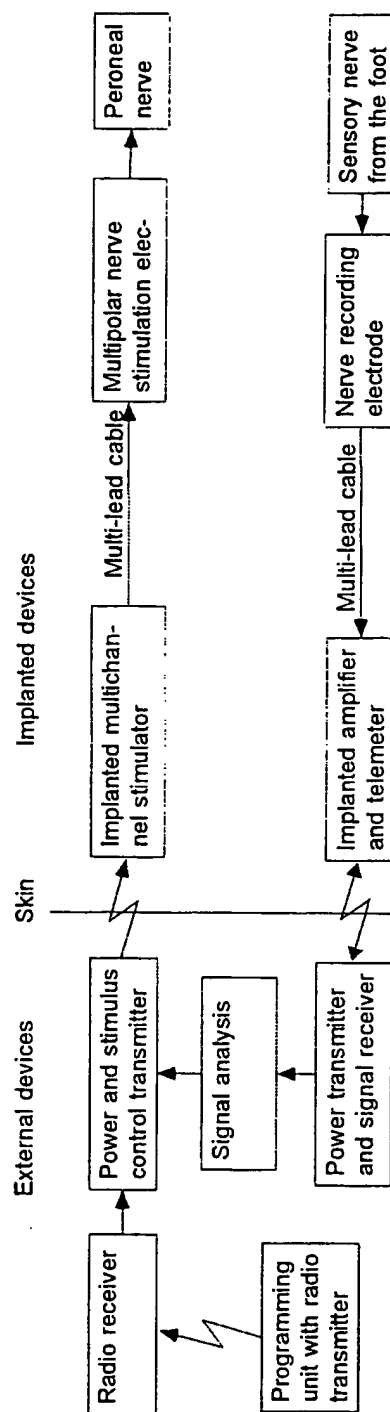 External devices
Skin
Implanted devices
Radio receiver
Power and stimulus
control transmitter
Implanted multichan-
nel stimulator
Multi-lead cable
Multipolar nerve
stimulation elec-
Peroneal
nerve
Signal analysis
Programming
unit with radio
transmitter
Power transmitter
and signal receiver
Implanted amplifier
and telemeter
Multi-lead cable
Nerve recording
electrode
Sensory nerve
from the foot